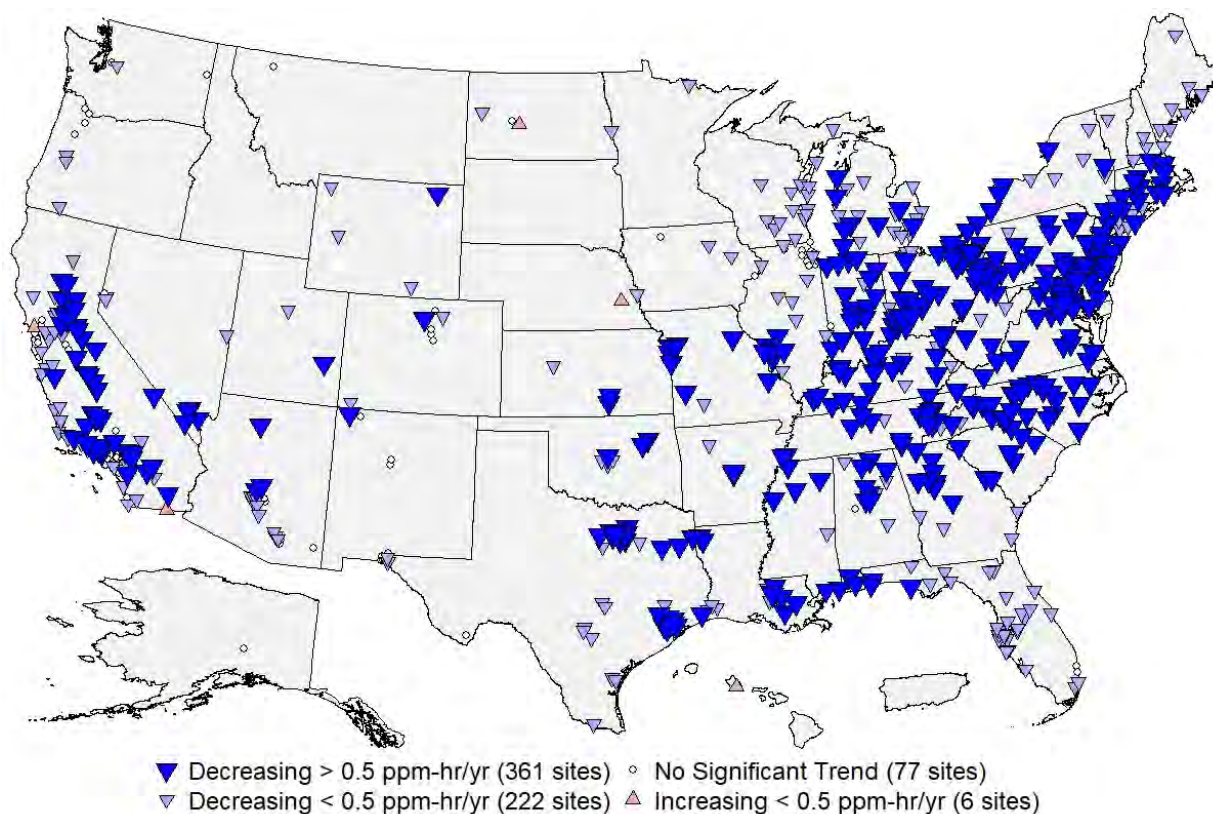 Decreasing > 0.5 ppm-hr/yr (361 sites) No Significant Trend (77 sites)
Decreasing < 0.5 ppm-hr/yr (222 sites) Increasing < 0.5 ppm-hr/yr (6 sites)